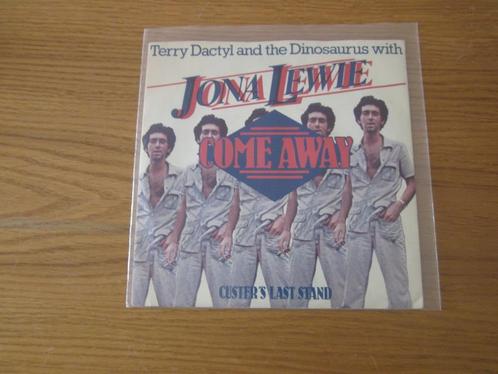 Terry Dactyl and the Dinosaurus with
JONA LEWIE
COME AWAY
CUSTER'S LAST STAND